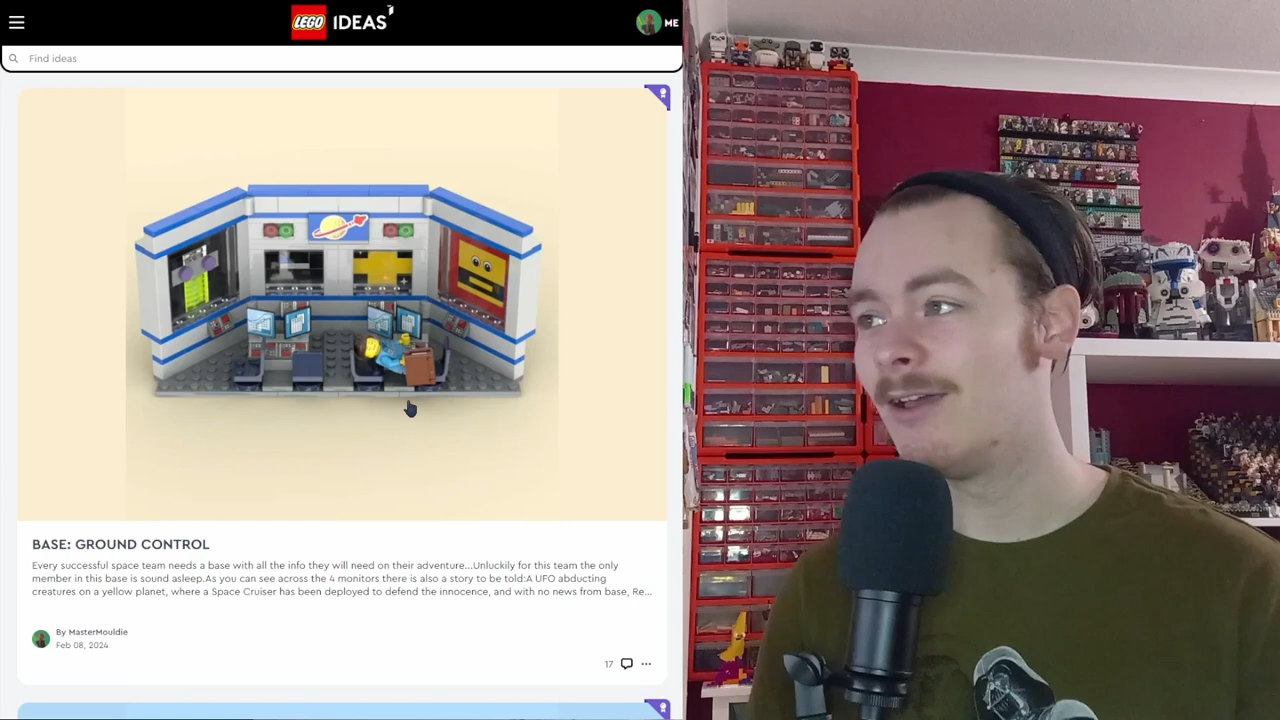 LEGO IDEAS
ME
Find ideas
BASE: GROUND CONTROL
Every successful space team needs a base with all the info they will need on their adventure...Unluckily for this team the only
member in this base is sound asleep.As you can see across the 4 monitors there is also a story to be told:A UFO abducting
creatures on a yellow planet, where a Space Cruiser has been deployed to defend the innocence, and with no news from base, Re...
By MasterMouldie
Feb 08, 2024
17